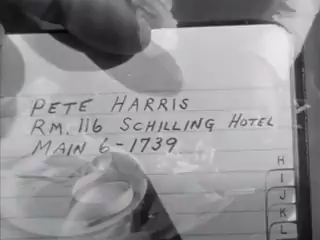 PETE HARRIS
RM. 116 SCHILLING HOTEL
MAIN 6-1739
H
I
J
K
L